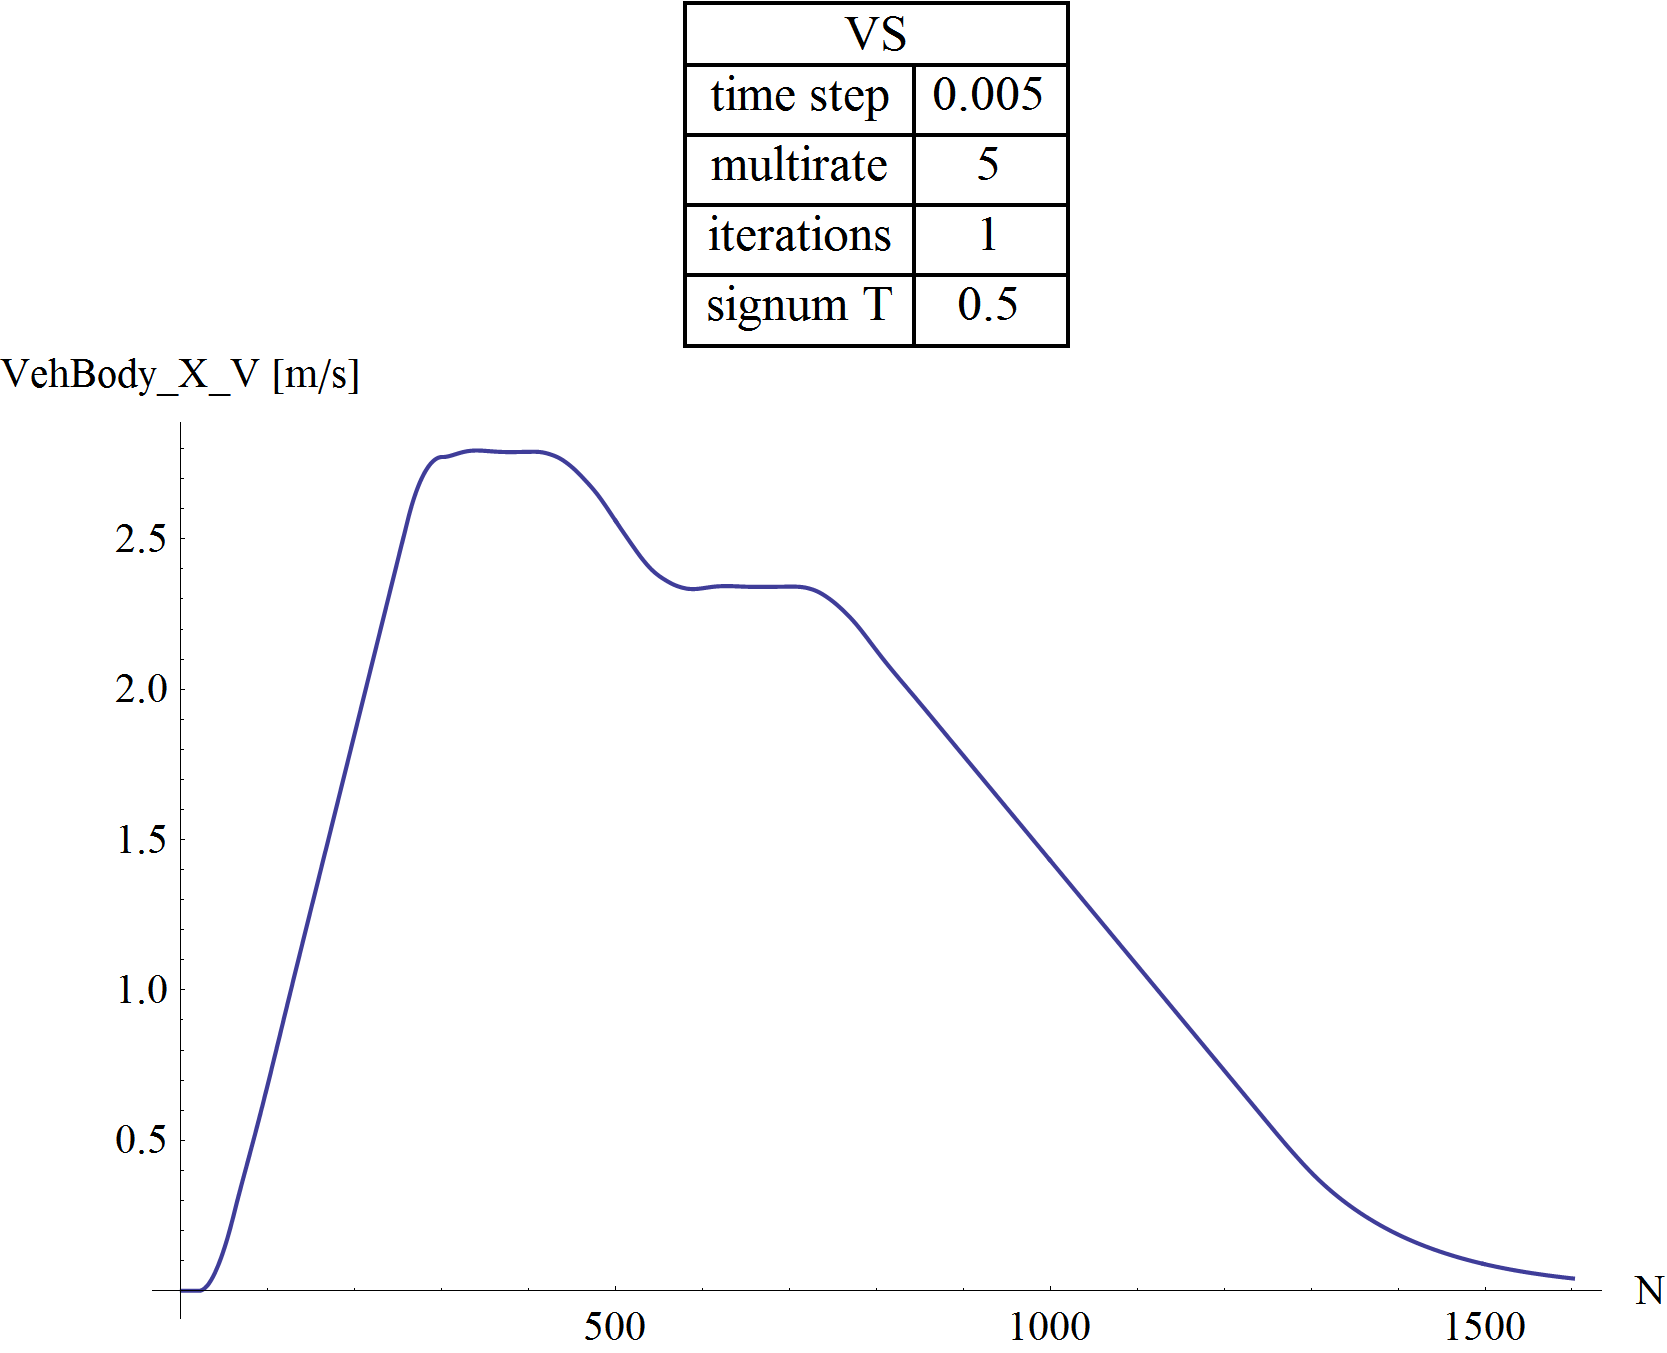 VS
time step 0.005
multirate 5
iterations 1
signum T 0.5
VehBody_X_V [m/s]
2.5
2.0
1.5
1.0
0.5
500 1000 1500 N